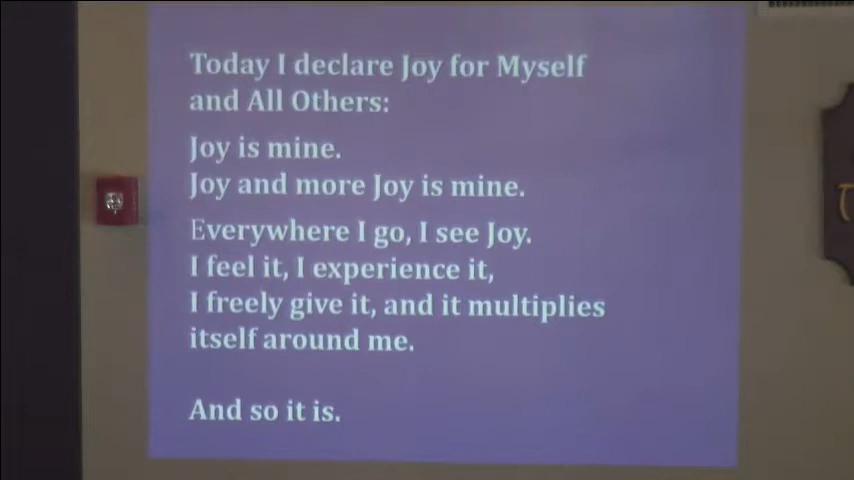 Today I declare Joy for Myself
and All Others:
Joy is mine.
Joy and more Joy is mine.
Everywhere I go, I see Joy.
I feel it, I experience it,
I freely give it, and it multiplies
itself around me.
And so it is.